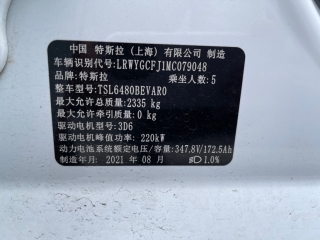 中国 特斯拉(上海)有限公司 制造
车辆识别代号:LRWYGCFJ1MC079048
品牌:特斯拉 乘坐人数:5
整车型号:TSL6480BEVAR0
最大允许总质量:2335 kg
最大允许牵引质量:0 kg
驱动电机型号:3D6
驱动电机峰值功率:220kW
动力电池系统额定电压/容量:347.8V/172.5Ah
制造年月:2021 年 08 月 1.0%